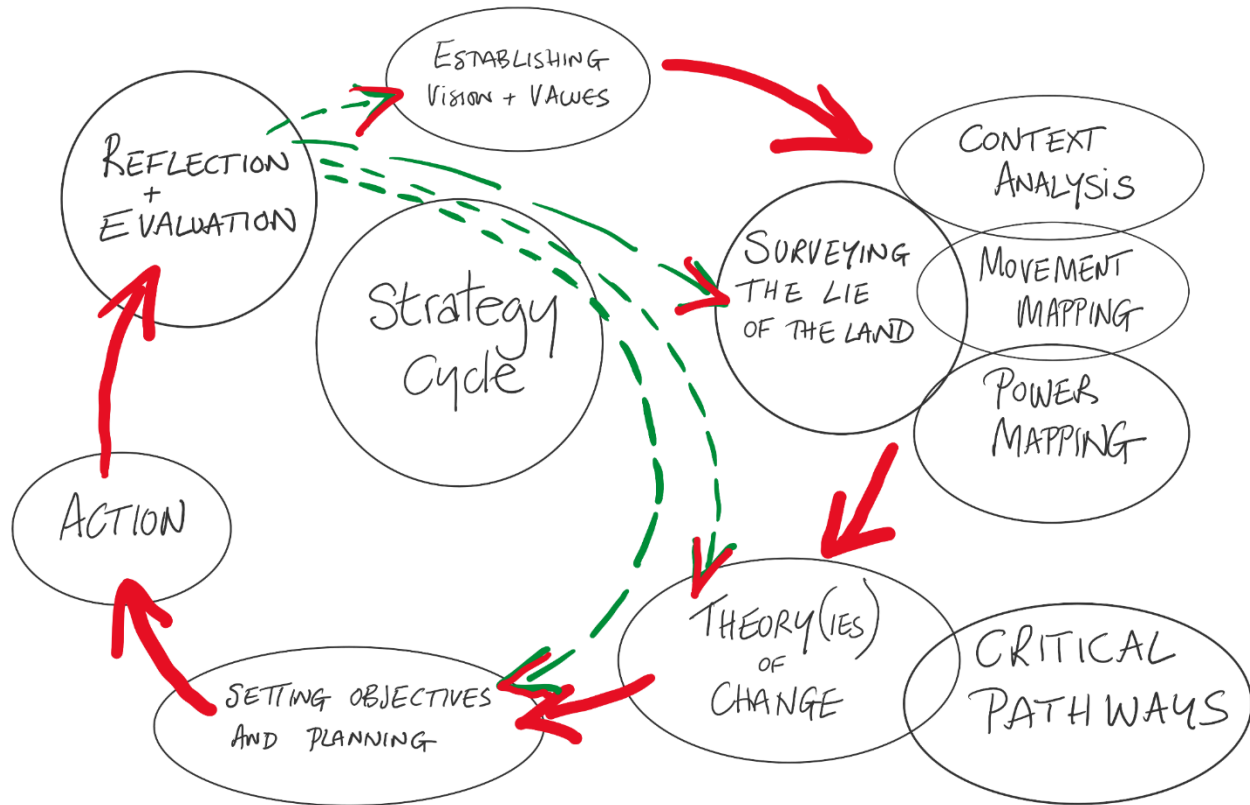 ESTABLISHING
VISION + VALUES
REFLECTION
+
EVALUATION
CONTEXT
ANALYSIS
SURVEYING
THE LIE
OF THE LAND
MOVEMENT
MAPPING
POWER
MAPPING
Strategy
Cycle
ACTION
THEORY(IES)
OF
CHANGE
CRITICAL
PATHWAYS
SETTING OBJECTIVES
AND PLANNING